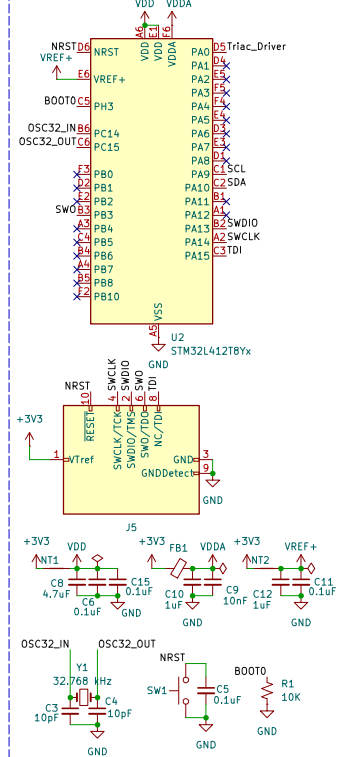 VDD VDDA
A6 E1 F6
VDD VDD VDDA
NRST D6 NRST PA0 D5 Triac_Driver
VREF+ PA1 D4
E6 VREF+ PA2 E5
PA3 F5
BOOT0 C5 PH3 PA4 F4
PA5 E4
OSC32_IN B6 PC14 PA6 D3
OSC32_OUT C6 PC15 PA7 E3
PA8 D1
F3 PB0 PA9 C1 SCL
D2 PB1 PA10 C2 SDA
E2 PB2 PA11 B1
SWO B3 PB3 PA12 A1
A3 PB4 PA13 B2 SWDIO
C4 PB5 PA14 A2 SWCLK
B4 PB6 PA15 C3 TDI
A4 PB7
B5 PB8
F2 PB10
VSS
A5
U2
STM32L412T8Yx
GND
NRST SWCLK SWDIO SWO TDI
10 4 2 6 8
+3V3
RESET SWCLK/TCK SWDIO/TMS SWO/TDO NC/TDI
1 VTref GND 3
GNDDetect 9
GND
J5
+3V3 VDD +3V3 FB1 VDDA +3V3 VREF+
NT1 NT2
C8 4.7uF
C6 0.1uF
C15 0.1uF
GND
C10 1uF
C9 10nF
GND
C12 1uF
C11 0.1uF
GND
OSC32_IN OSC32_OUT
Y1
32.768 kHz
C3 10pF
C4 10pF
GND
NRST
SW1
C5 0.1uF
GND
BOOT0
R1
10K
GND